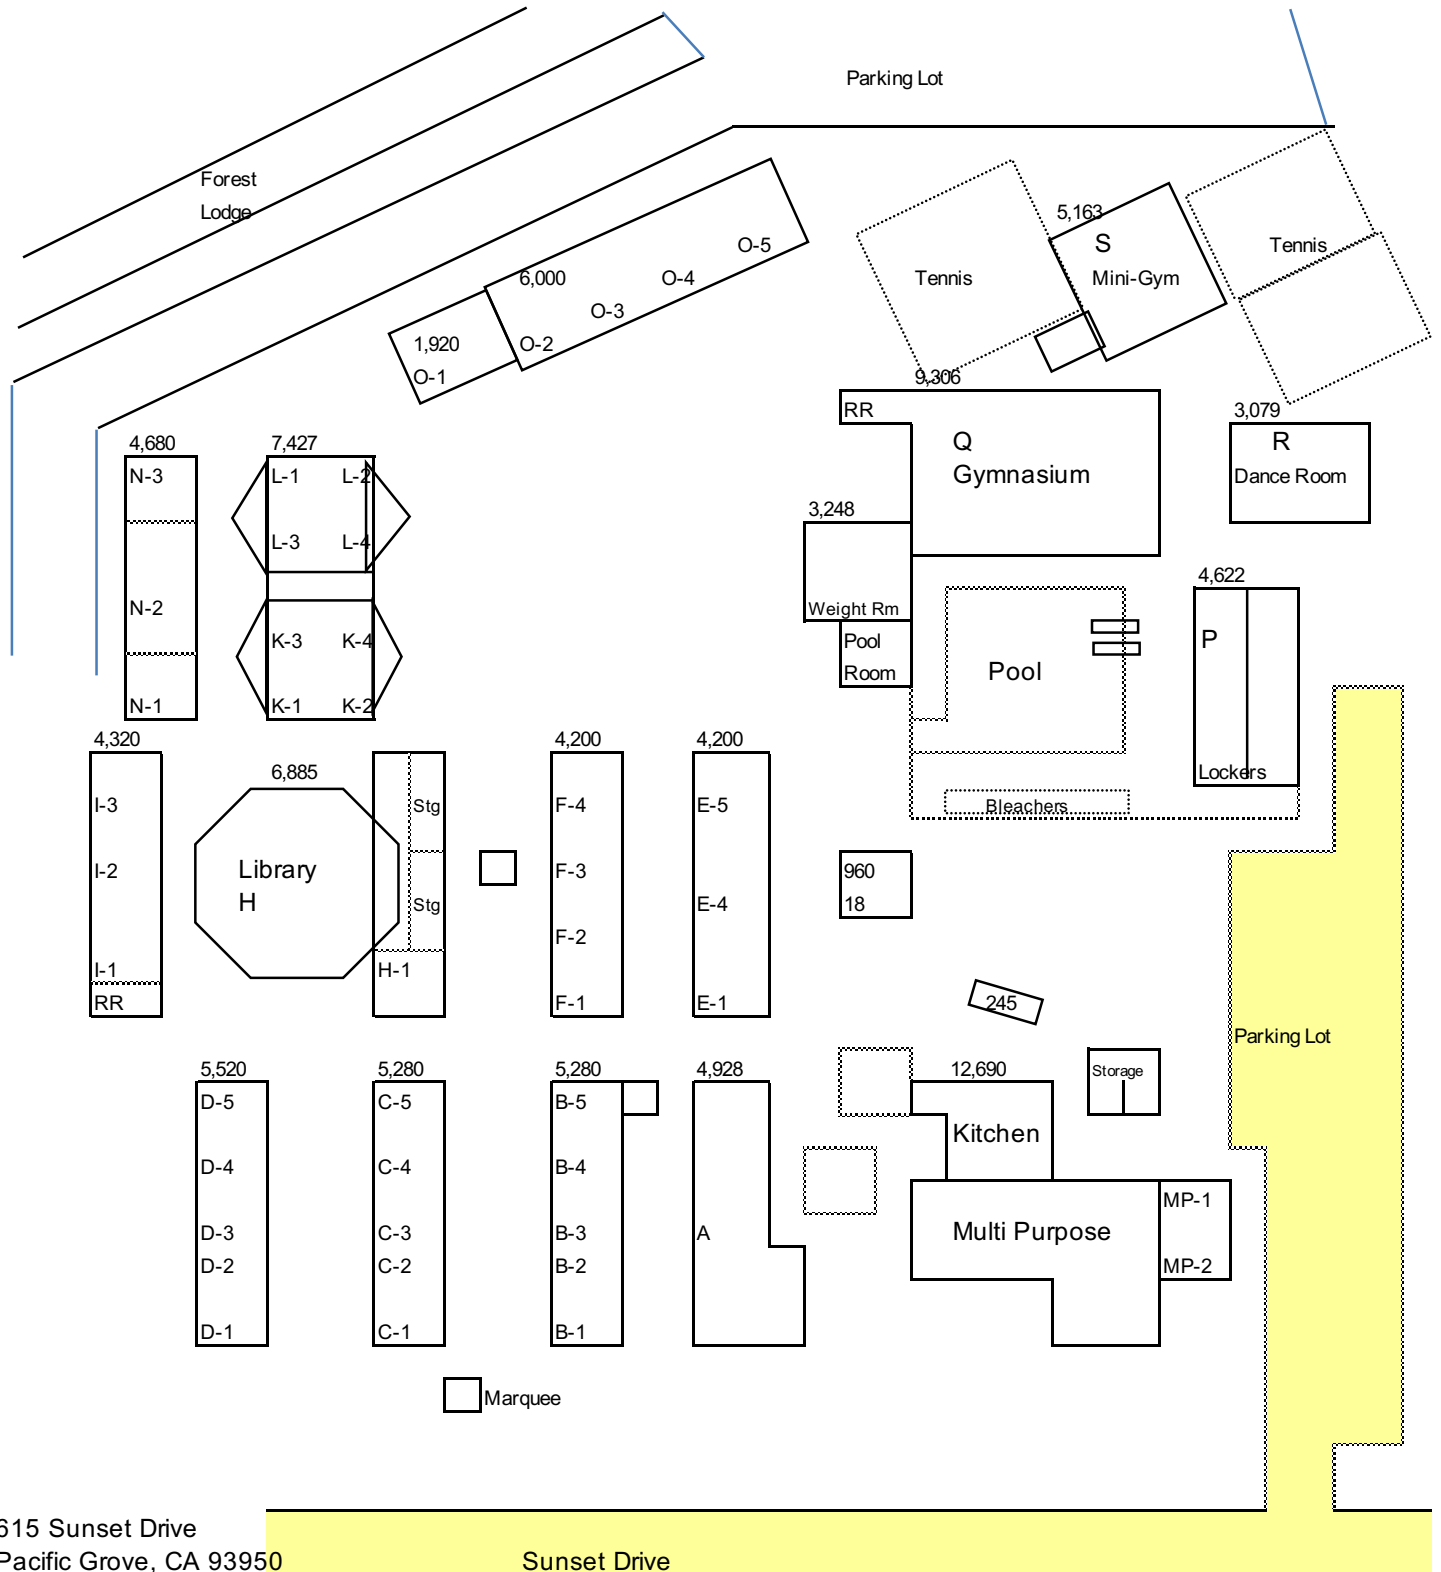 Parking Lot
Forest
Lodge
5,163
S
Mini-Gym
Tennis
Tennis
O-5
O-4
6,000
O-3
O-2
1,920
O-1
9,306
RR
Q
Gymnasium
3,079
R
Dance Room
4,680
N-3
N-2
N-1
7,427
L-1 L-2
L-3 L-4
K-3 K-4
K-1 K-2
3,248
Weight Rm
Pool
Room
Pool
4,622
P
Lockers
Bleachers
4,320
I-3
I-2
I-1
RR
6,885
Library
H
Stg
Stg
H-1
4,200
F-4
F-3
F-2
F-1
4,200
E-5
E-4
E-1
960
18
245
Parking Lot
5,520
D-5
D-4
D-3
D-2
D-1
5,280
C-5
C-4
C-3
C-2
C-1
5,280
B-5
B-4
B-3
B-2
B-1
4,928
A
12,690
Kitchen
Storage
Multi Purpose
MP-1
MP-2
Marquee
615 Sunset Drive
Pacific Grove, CA 93950
Sunset Drive